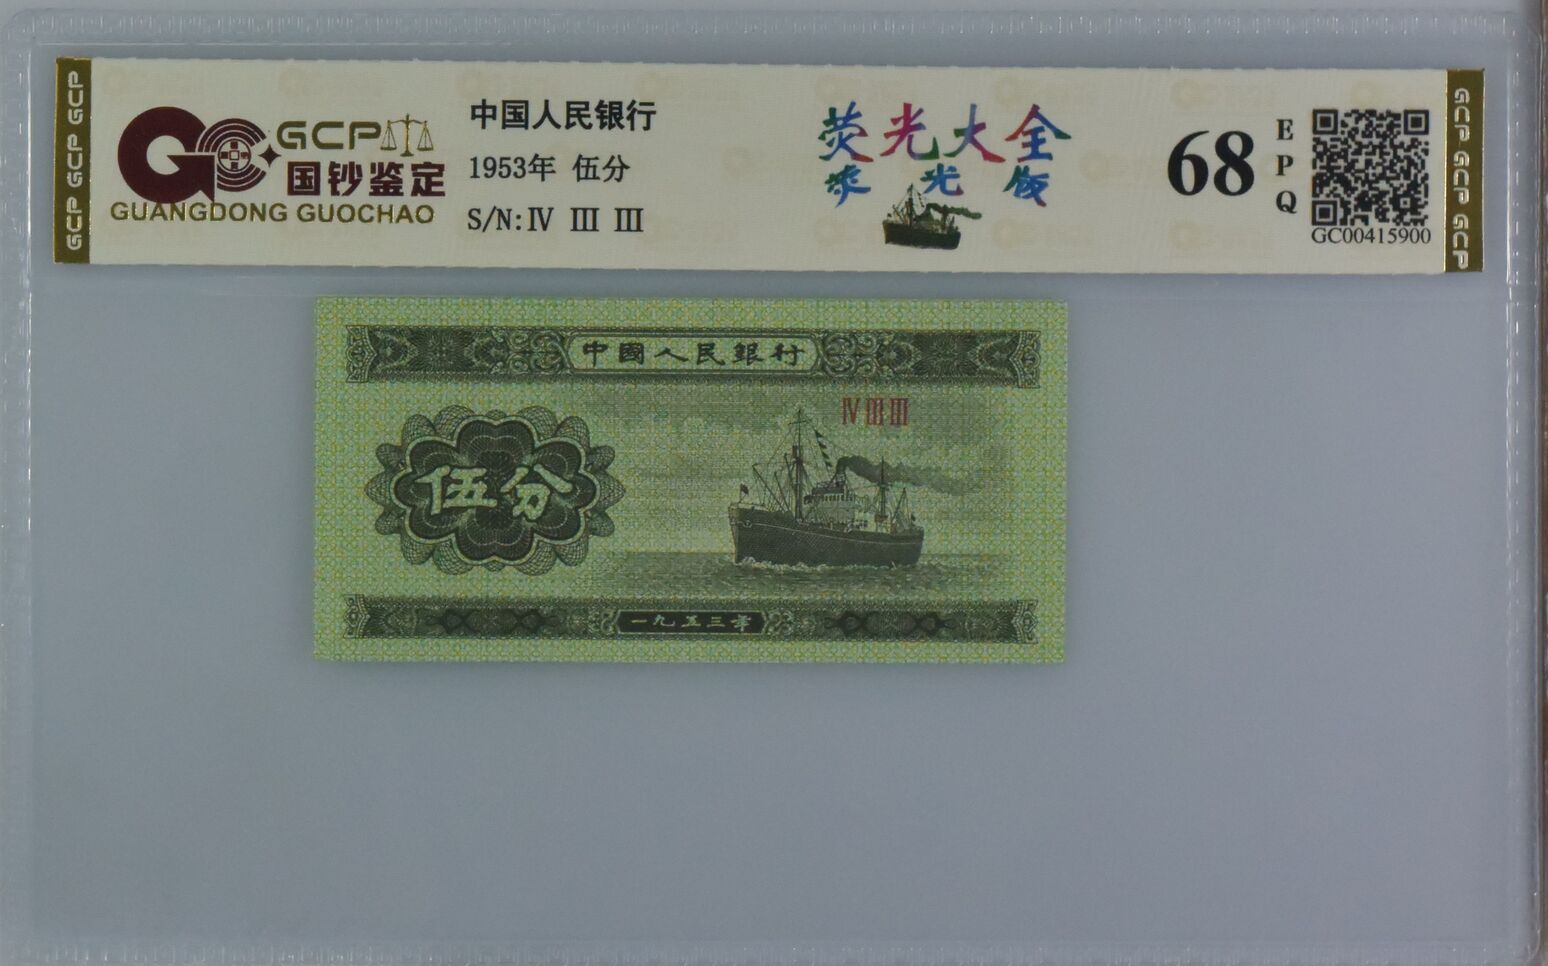 GCP GCP GCP
GCP
国钞鉴定
GUANGDONG GUOCHAO
中国人民银行
1953年 伍分
S/N:Ⅳ Ⅲ Ⅲ
荧光大全
光版
68
EPQ
GC00415900
GCP GCP GCP
中國人民銀行
Ⅳ Ⅲ Ⅲ
伍分
一九五三年